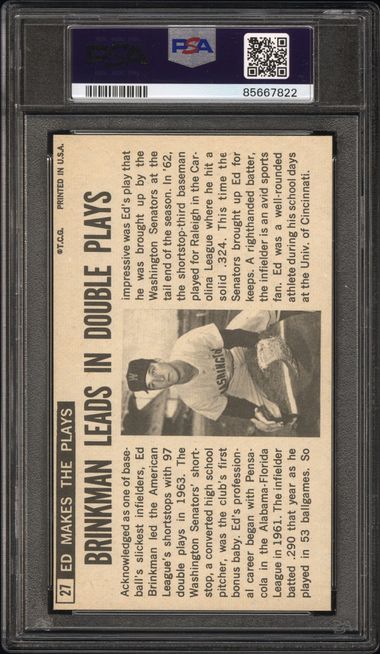 PSA
PSA
85667822
27 ED MAKES THE PLAYS
©T.C.G. PRINTED IN U.S.A.
BRINKMAN LEADS IN DOUBLE PLAYS
Acknowledged as one of base-
ball's slickest infielders, Ed
Brinkman led the American
League's shortstops with 97
double plays in 1963. The
Washington Senators' short-
stop, a converted high school
pitcher, was the club's first
bonus baby. Ed's profession-
al career began with Pensa-
cola in the Alabama-Florida
League in 1961. The infielder
batted .290 that year as he
played in 53 ballgames. So
impressive was Ed's play that
he was brought up by the
Washington Senators at the
tail end of the season. In '62,
the shortstop-third baseman
played for Raleigh in the Car-
olina League where he hit a
solid .324. This time the
Senators brought up Ed for
keeps. A righthanded batter,
the infielder is an avid sports
fan. Ed was a well-rounded
athlete during his school days
at the Univ. of Cincinnati.
W